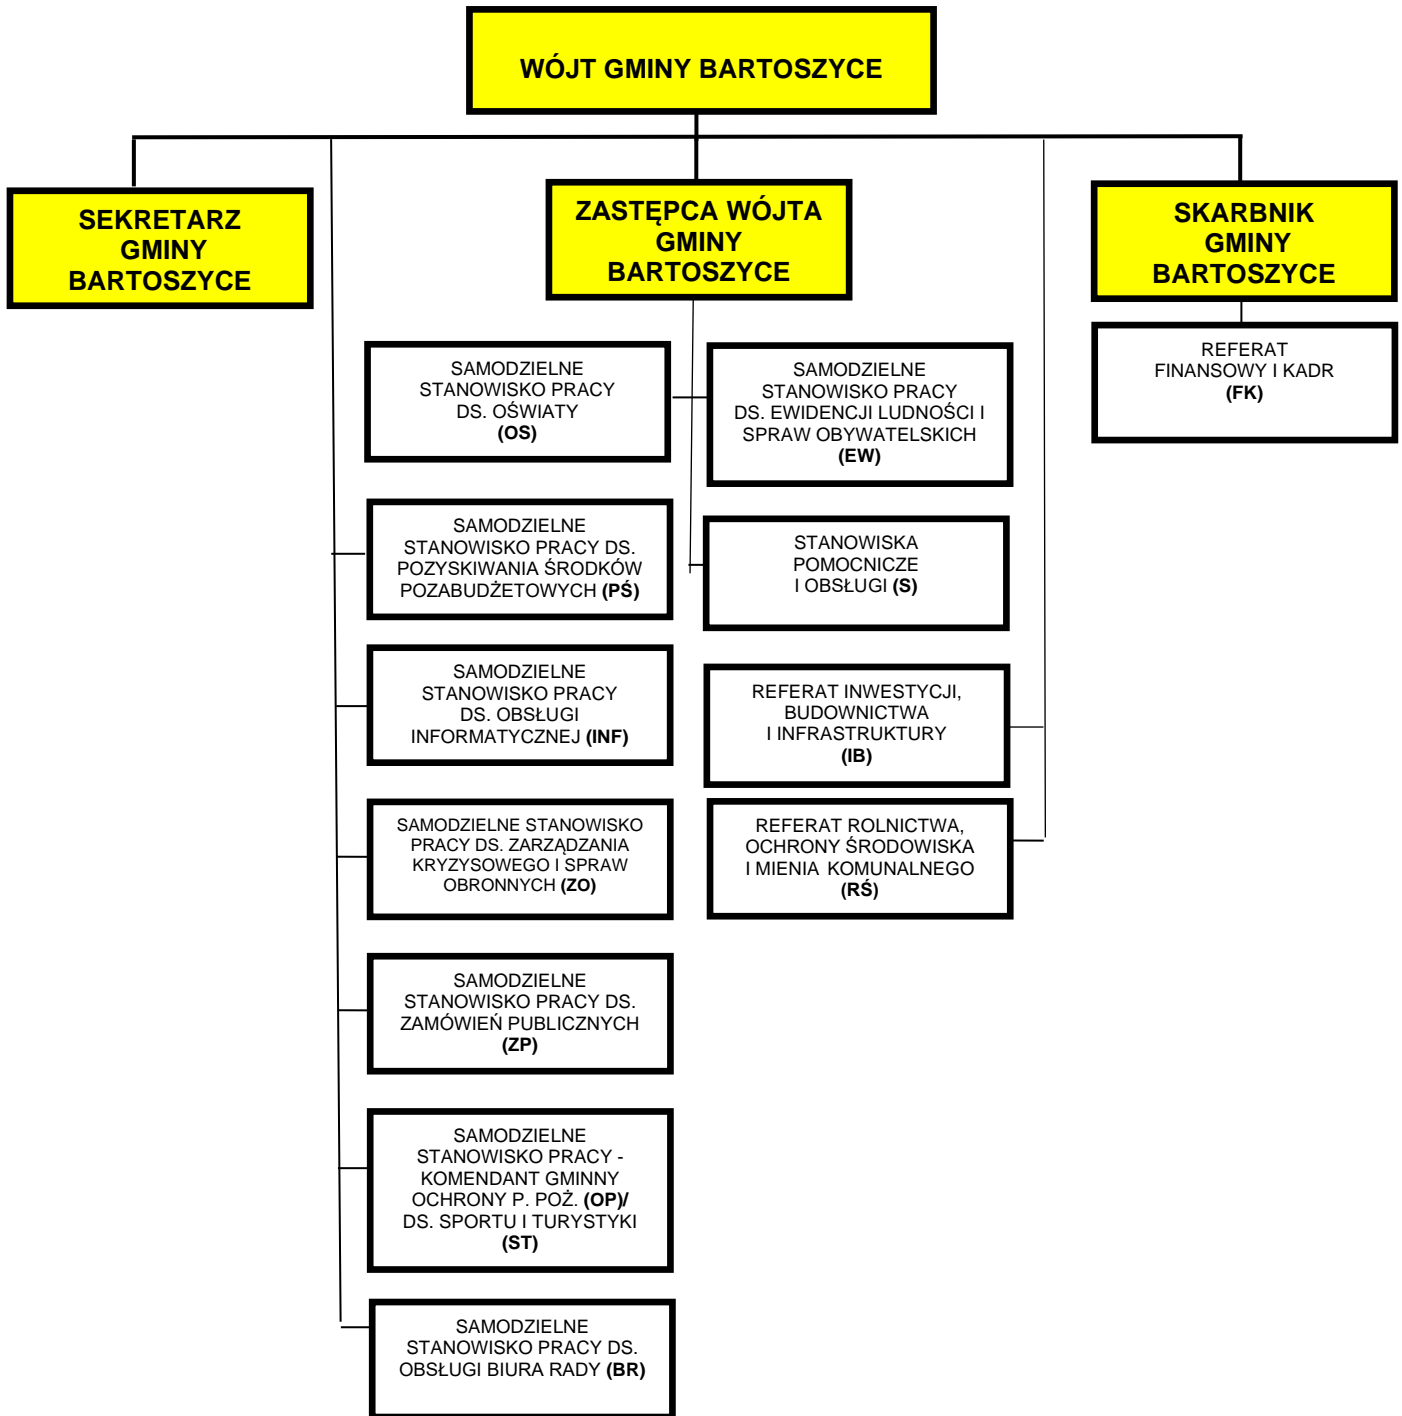 WÓJT GMINY BARTOSZYCE
SEKRETARZ
GMINY
BARTOSZYCE
ZASTĘPCA WÓJTA
GMINY
BARTOSZYCE
SKARBNIK
GMINY
BARTOSZYCE
SAMODZIELNE
STANOWISKO PRACY
DS. OŚWIATY
(OS)
SAMODZIELNE
STANOWISKO PRACY
DS. EWIDENCJI LUDNOŚCI I
SPRAW OBYWATELSKICH
(EW)
REFERAT
FINANSOWY I KADR
(FK)
SAMODZIELNE
STANOWISKO PRACY DS.
POZYSKIWANIA ŚRODKÓW
POZABUDŻETOWYCH (PŚ)
STANOWISKA
POMOCNICZE
I OBSŁUGI (S)
SAMODZIELNE
STANOWISKO PRACY
DS. OBSŁUGI
INFORMATYCZNEJ (INF)
REFERAT INWESTYCJI,
BUDOWNICTWA
I INFRASTRUKTURY
(IB)
SAMODZIELNE STANOWISKO
PRACY DS. ZARZĄDZANIA
KRYZYSOWEGO I SPRAW
OBRONNYCH (ZO)
REFERAT ROLNICTWA,
OCHRONY ŚRODOWISKA
I MIENIA KOMUNALNEGO
(RŚ)
SAMODZIELNE
STANOWISKO PRACY DS.
ZAMÓWIEŃ PUBLICZNYCH
(ZP)
SAMODZIELNE
STANOWISKO PRACY -
KOMENDANT GMINNY
OCHRONY P. POŻ. (OP)/
DS. SPORTU I TURYSTYKI
(ST)
SAMODZIELNE
STANOWISKO PRACY DS.
OBSŁUGI BIURA RADY (BR)